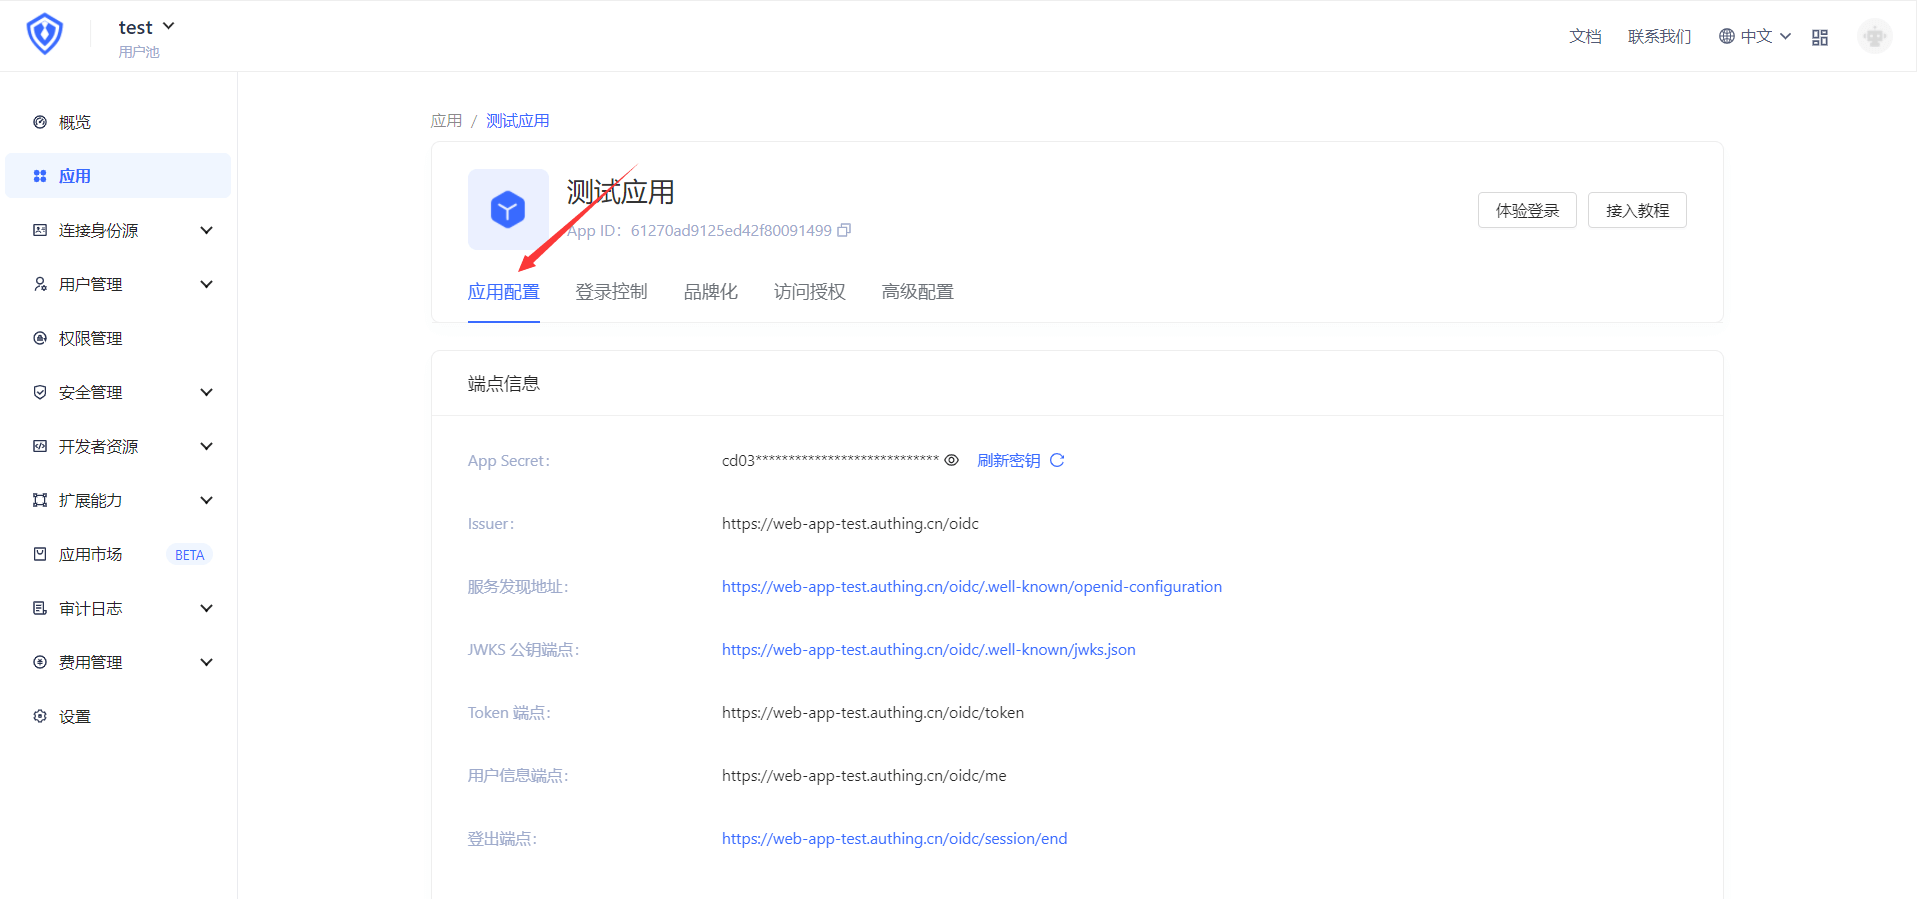 test
用户池
文档
联系我们
中文
概览
应用
连接身份源
用户管理
权限管理
安全管理
开发者资源
扩展能力
应用市场 BETA
审计日志
费用管理
设置
应用 / 测试应用
测试应用
App ID: 61270ad9125ed42f80091499
体验登录
接入教程
应用配置 登录控制 品牌化 访问授权 高级配置
端点信息
App Secret: cd03**************************** 刷新密钥
Issuer: https://web-app-test.authing.cn/oidc
服务发现地址: https://web-app-test.authing.cn/oidc/.well-known/openid-configuration
JWKS 公钥端点: https://web-app-test.authing.cn/oidc/.well-known/jwks.json
Token 端点: https://web-app-test.authing.cn/oidc/token
用户信息端点: https://web-app-test.authing.cn/oidc/me
登出端点: https://web-app-test.authing.cn/oidc/session/end